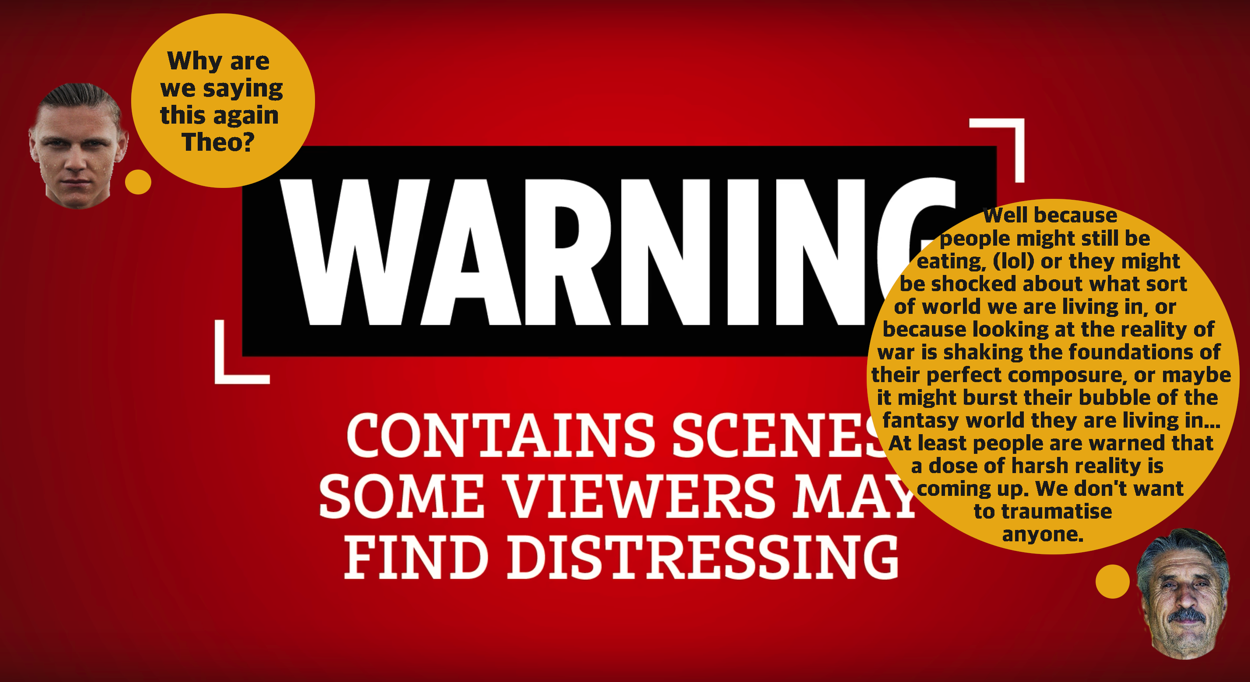 Why are
we saying
this again
Theo?
WARNING
CONTAINS SCENES
SOME VIEWERS MAY
FIND DISTRESSING
Well because
people might still be
eating, (lol) or they might
be shocked about what sort
of world we are living in, or
because looking at the reality of
war is shaking the foundations of
their perfect composure, or maybe
it might burst their bubble of the
fantasy world they are living in...
At least people are warned that
a dose of harsh reality is
coming up. We don't want
to traumatise
anyone.